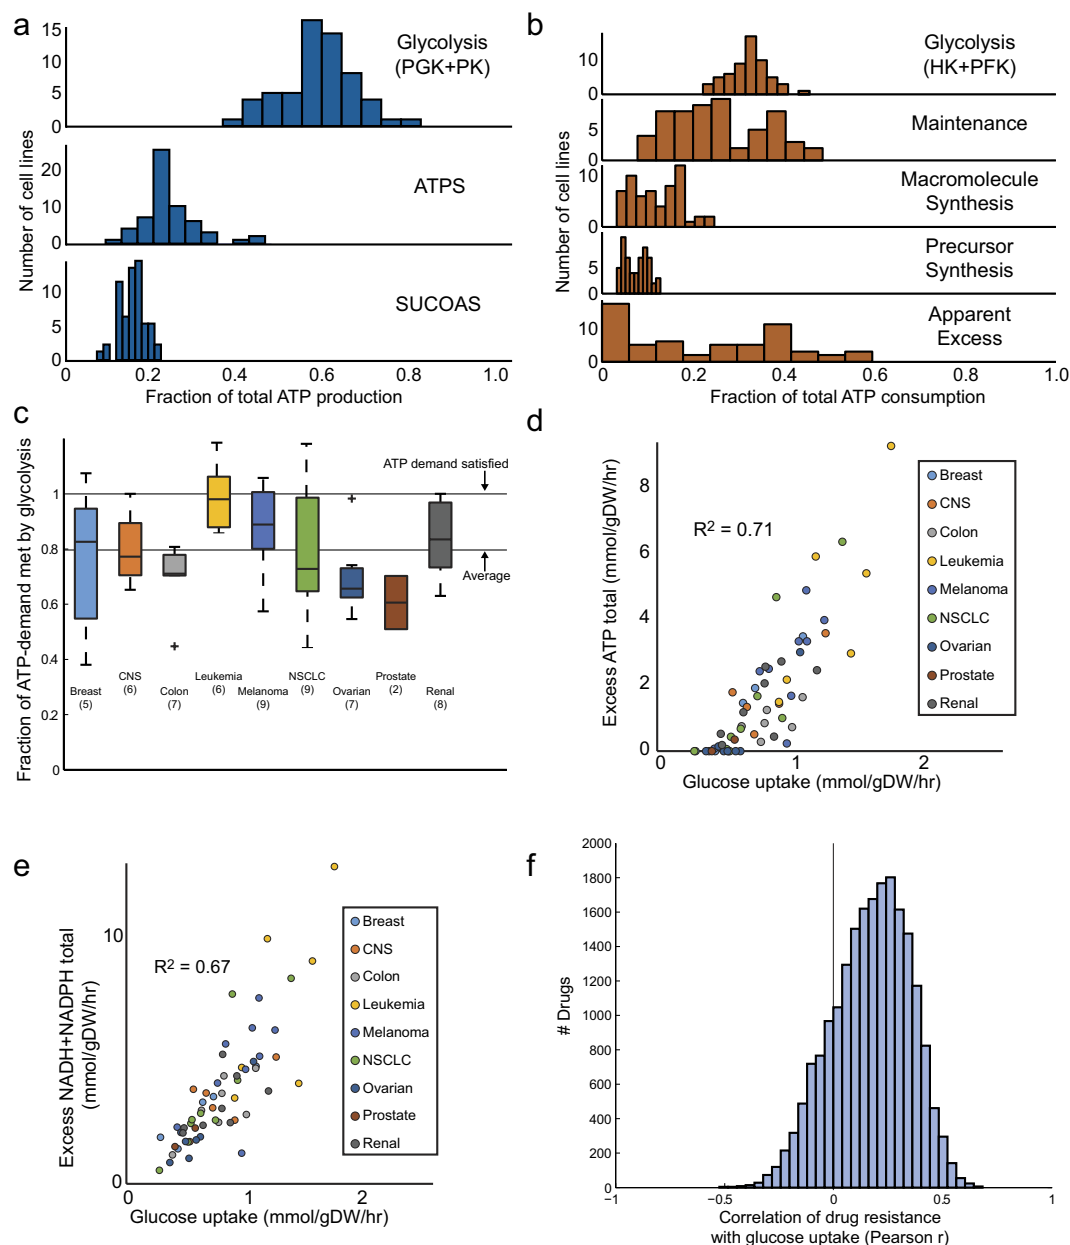 a
Number of cell lines
15
10
5
0
Glycolysis
(PGK+PK)
20
10
0
ATPS
10
5
0
SUCOAS
0
0.2
0.4
0.6
0.8
1.0
Fraction of total ATP production
b
Number of cell lines
10
0
Glycolysis
(HK+PFK)
5
0
Maintenance
10
0
Macromolecule
Synthesis
5
0
Precursor
Synthesis
10
0
Apparent
Excess
0
0.2
0.4
0.6
0.8
1.0
Fraction of total ATP consumption
c
Fraction of ATP-demand met by glycolysis
1
0.8
0.6
0.4
0.2
0
ATP demand satisfied
Average
Breast
(5)
CNS
(6)
Colon
(7)
Leukemia
(6)
Melanoma
(9)
NSCLC
(9)
Ovarian
(7)
Prostate
(2)
Renal
(8)
d
Excess ATP total (mmol/gDW/hr)
8
6
4
2
0
R² = 0.71
Breast
CNS
Colon
Leukemia
Melanoma
NSCLC
Ovarian
Prostate
Renal
0
1
2
Glucose uptake (mmol/gDW/hr)
e
Excess NADH+NADPH total
(mmol/gDW/hr)
10
0
R² = 0.67
Breast
CNS
Colon
Leukemia
Melanoma
NSCLC
Ovarian
Prostate
Renal
0
1
2
Glucose uptake (mmol/gDW/hr)
f
# Drugs
2000
1800
1600
1400
1200
1000
800
600
400
200
0
−1
−0.5
0
0.5
1
Correlation of drug resistance
with glucose uptake (Pearson r)